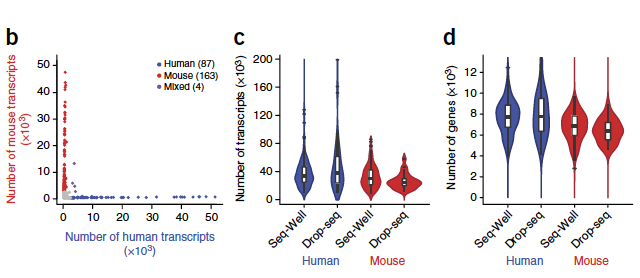 b
Number of mouse transcripts
(×10³)
50
40
30
20
10
0
Human (87)
Mouse (163)
Mixed (4)
0 10 20 30 40 50
Number of human transcripts
(×10³)
c
Number of transcripts (×10³)
200
160
120
80
40
0
Seq-Well Drop-seq Seq-Well Drop-seq
Human Mouse
d
Number of genes (×10³)
12
10
8
6
4
2
0
Seq-Well Drop-seq Seq-Well Drop-seq
Human Mouse